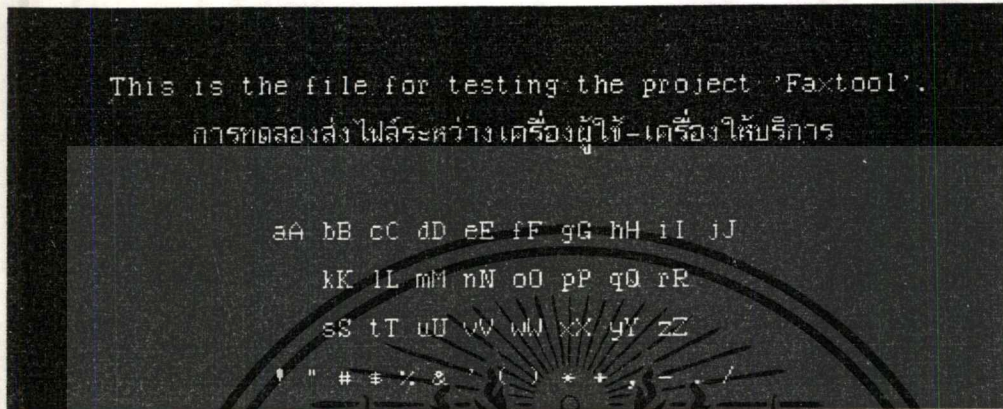 This is the file for testing the project 'Faxtool'.
การทดลองส่งไฟล์ระหว่างเครื่องผู้ใช้-เครื่องให้บริการ
aA bB cC dD eE fF gG hH iI jJ
kK lL mM nN oO pP qQ rR
sS tT uU vV wW xX yY zZ
! " # $ % & ' ( ) * + , - . /